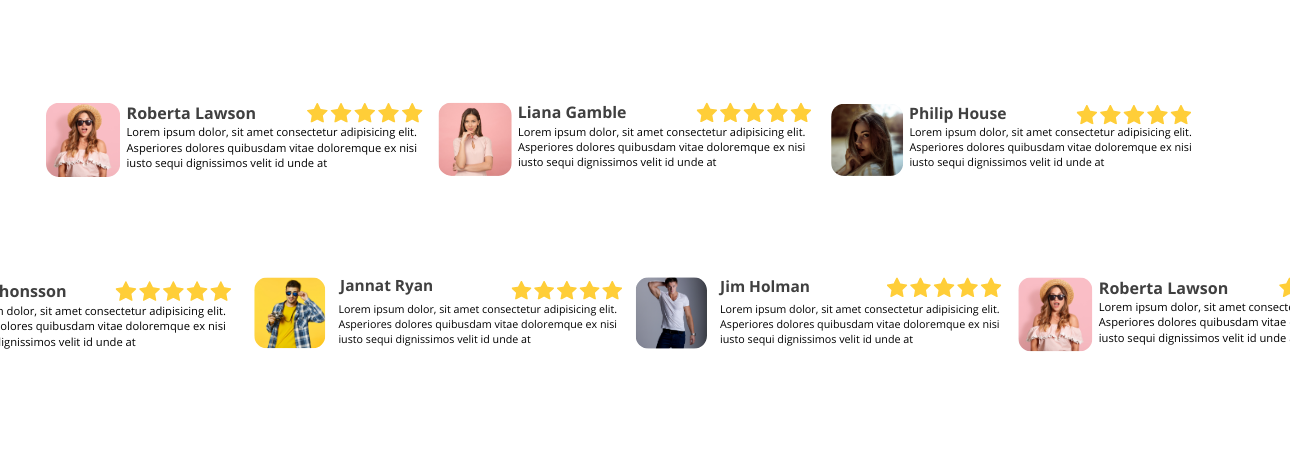 Roberta Lawson
Lorem ipsum dolor, sit amet consectetur adipisicing elit.
Asperiores dolores quibusdam vitae doloremque ex nisi
iusto sequi dignissimos velit id unde at
Liana Gamble
Lorem ipsum dolor, sit amet consectetur adipisicing elit.
Asperiores dolores quibusdam vitae doloremque ex nisi
iusto sequi dignissimos velit id unde at
Philip House
Lorem ipsum dolor, sit amet consectetur adipisicing elit.
Asperiores dolores quibusdam vitae doloremque ex nisi
iusto sequi dignissimos velit id unde at
honsson
dolor, sit amet consectetur adipisicing elit.
olores quibusdam vitae doloremque ex nisi
ignissimos velit id unde at
Jannat Ryan
Lorem ipsum dolor, sit amet consectetur adipisicing elit.
Asperiores dolores quibusdam vitae doloremque ex nisi
iusto sequi dignissimos velit id unde at
Jim Holman
Lorem ipsum dolor, sit amet consectetur adipisicing elit.
Asperiores dolores quibusdam vitae doloremque ex nisi
iusto sequi dignissimos velit id unde at
Roberta Lawson
Lorem ipsum dolor, sit amet consect
Asperiores dolores quibusdam vitae
iusto sequi dignissimos velit id unde